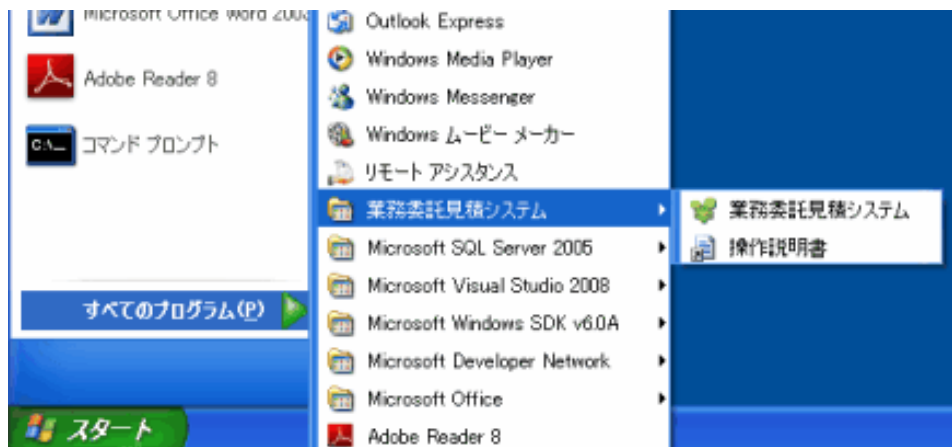 Microsoft Office Word 2003
Adobe Reader 8
C:\_
コマンド プロンプト
すべてのプログラム(P)
スタート
Outlook Express
Windows Media Player
Windows Messenger
Windows ムービー メーカー
リモート アシスタンス
業務委託見積システム
Microsoft SQL Server 2005
Microsoft Visual Studio 2008
Microsoft Windows SDK v6.0A
Microsoft Developer Network
Microsoft Office
Adobe Reader 8
業務委託見積システム
操作説明書